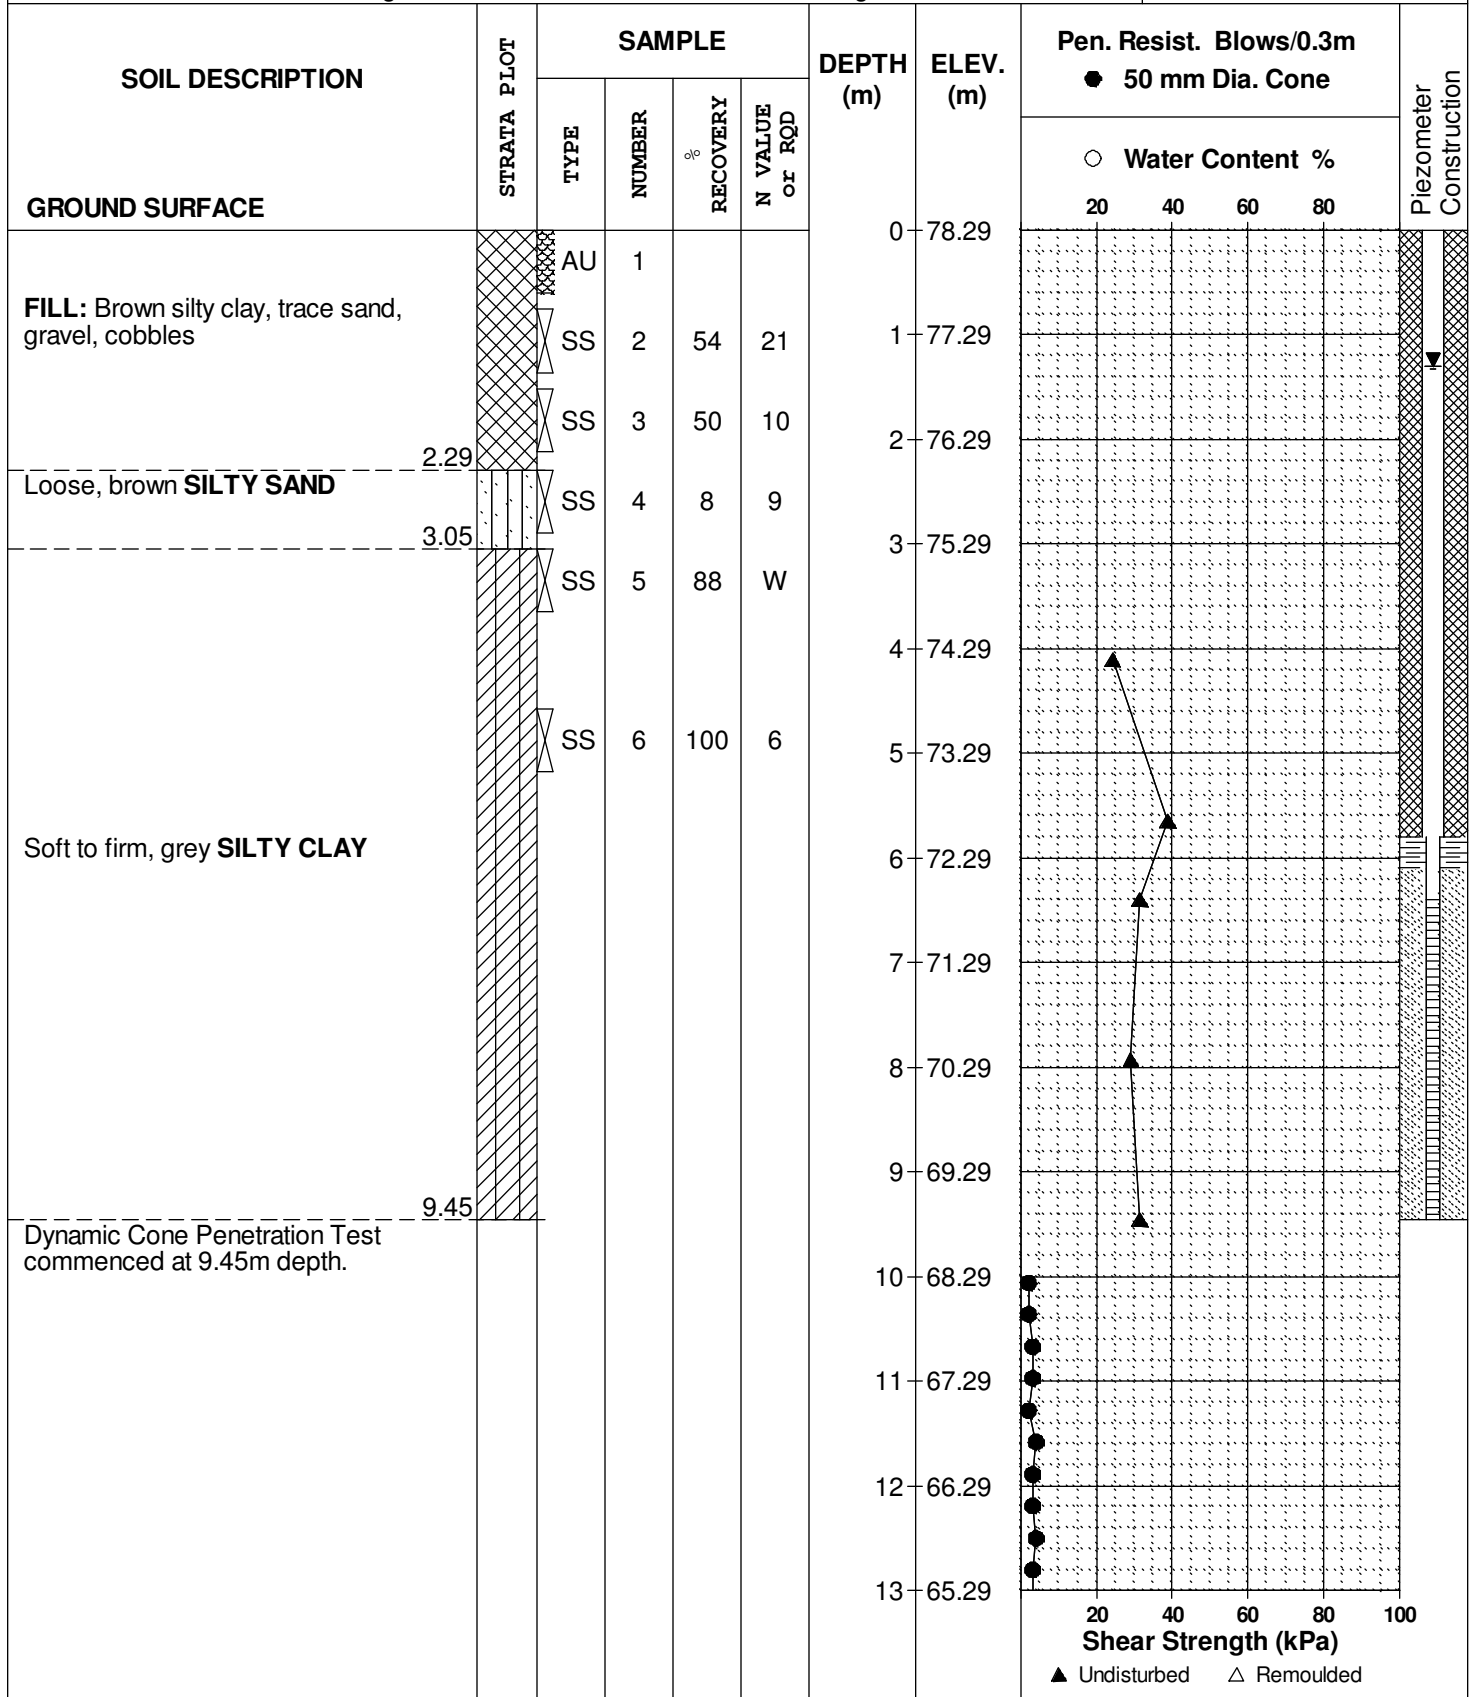 SOIL DESCRIPTION
GROUND SURFACE
STRATA PLOT
SAMPLE
TYPE
NUMBER
%
RECOVERY
N VALUE
or RQD
DEPTH
(m)
ELEV.
(m)
Pen. Resist. Blows/0.3m
50 mm Dia. Cone
Water Content %
20 40 60 80
Piezometer
Construction
0 78.29
AU 1
FILL: Brown silty clay, trace sand,
gravel, cobbles
SS 2 54 21
1 77.29
SS 3 50 10
2 76.29
2.29
Loose, brown SILTY SAND
SS 4 8 9
3.05
3 75.29
SS 5 88 W
4 74.29
SS 6 100 6
5 73.29
Soft to firm, grey SILTY CLAY
6 72.29
7 71.29
8 70.29
9 69.29
9.45
Dynamic Cone Penetration Test
commenced at 9.45m depth.
10 68.29
11 67.29
12 66.29
13 65.29
20 40 60 80 100
Shear Strength (kPa)
Undisturbed Remoulded